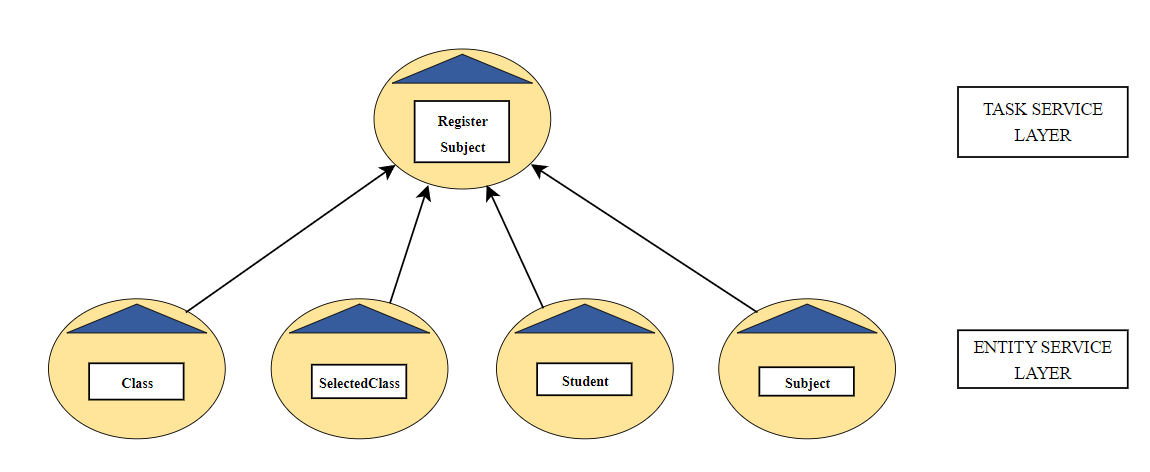 Register
Subject
TASK SERVICE
LAYER
Class
SelectedClass
Student
Subject
ENTITY SERVICE
LAYER